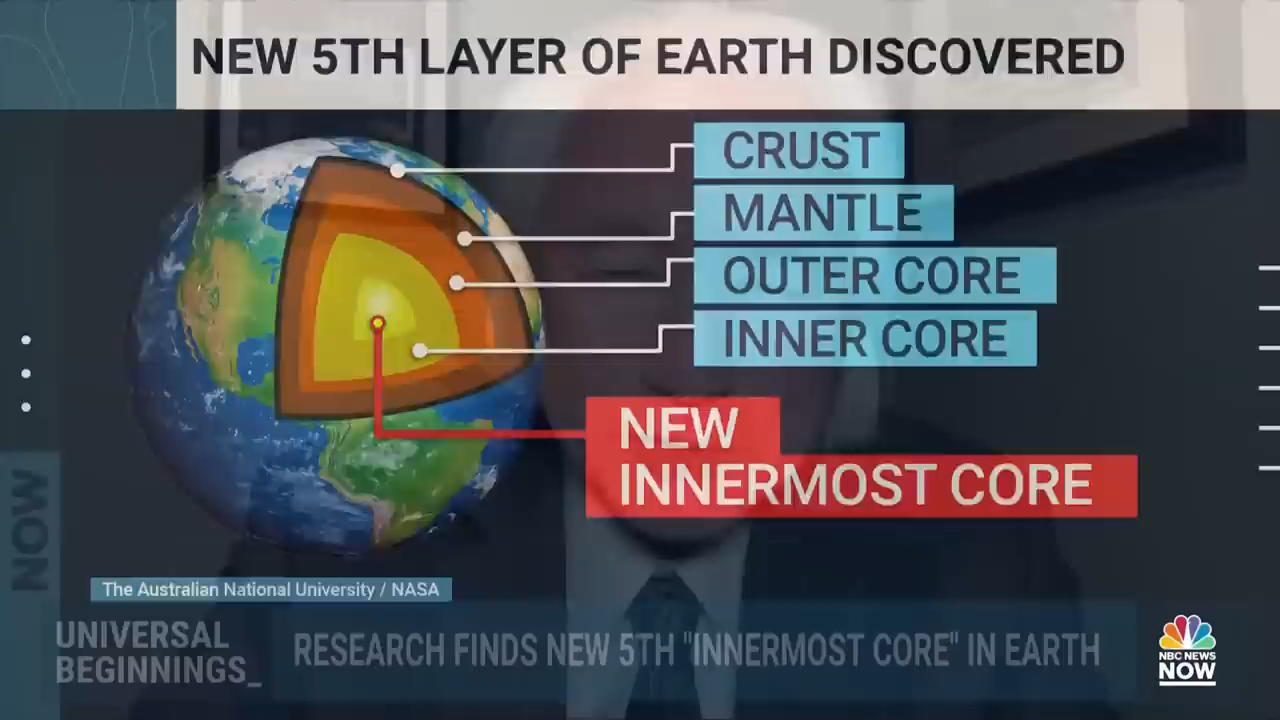 NEW 5TH LAYER OF EARTH DISCOVERED
CRUST
MANTLE
OUTER CORE
INNER CORE
NEW
INNERMOST CORE
NOW
The Australian National University / NASA
UNIVERSAL
BEGINNINGS_
RESEARCH FINDS NEW 5TH "INNERMOST CORE" IN EARTH
NBC NEWS
NOW